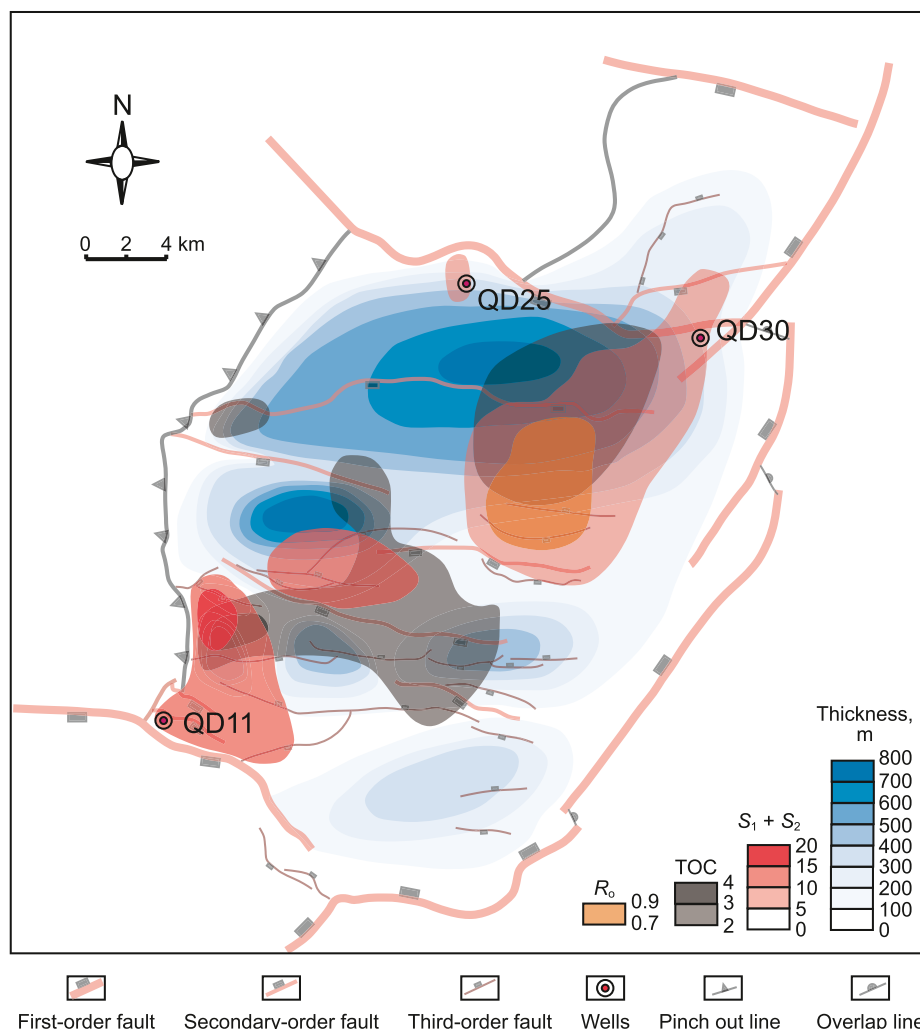 N
0 2 4 km
QD25
QD30
QD11
Thickness,
m
800
700
600
500
400
300
200
100
0
S1 + S2
20
15
10
5
0
TOC
4
3
2
Ro
0.9
0.7
First-order fault Secondary-order fault Third-order fault Wells Pinch out line Overlap line